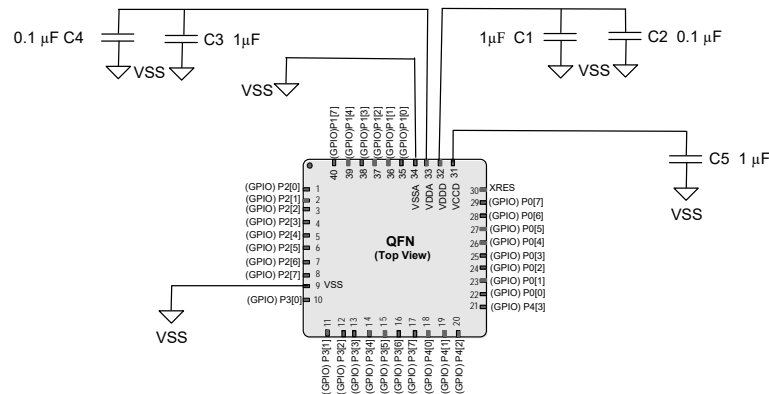 0.1 µF C4
C3 1µF
1µF C1
C2 0.1 µF
VSS
VSS
VSS
C5 1 µF
VSS
(GPIO)P1[7]
(GPIO)P1[4]
(GPIO)P1[3]
(GPIO)P1[2]
(GPIO)P1[1]
(GPIO)P1[0]
40
39
38
37
36
35
34
33
32
31
VSSA
VDDA
VDDD
VCCD
(GPIO) P2[0] 1
(GPIO) P2[1] 2
(GPIO) P2[2] 3
(GPIO) P2[3] 4
(GPIO) P2[4] 5
(GPIO) P2[5] 6
(GPIO) P2[6] 7
(GPIO) P2[7] 8
9 VSS
(GPIO) P3[0] 10
VSS
QFN
(Top View)
30 XRES
29 (GPIO) P0[7]
28 (GPIO) P0[6]
27 (GPIO) P0[5]
26 (GPIO) P0[4]
25 (GPIO) P0[3]
24 (GPIO) P0[2]
23 (GPIO) P0[1]
22 (GPIO) P0[0]
21 (GPIO) P4[3]
11
12
13
14
15
16
17
18
19
20
(GPIO) P3[1]
(GPIO) P3[2]
(GPIO) P3[3]
(GPIO) P3[4]
(GPIO) P3[5]
(GPIO) P3[6]
(GPIO) P3[7]
(GPIO) P4[0]
(GPIO) P4[1]
(GPIO) P4[2]